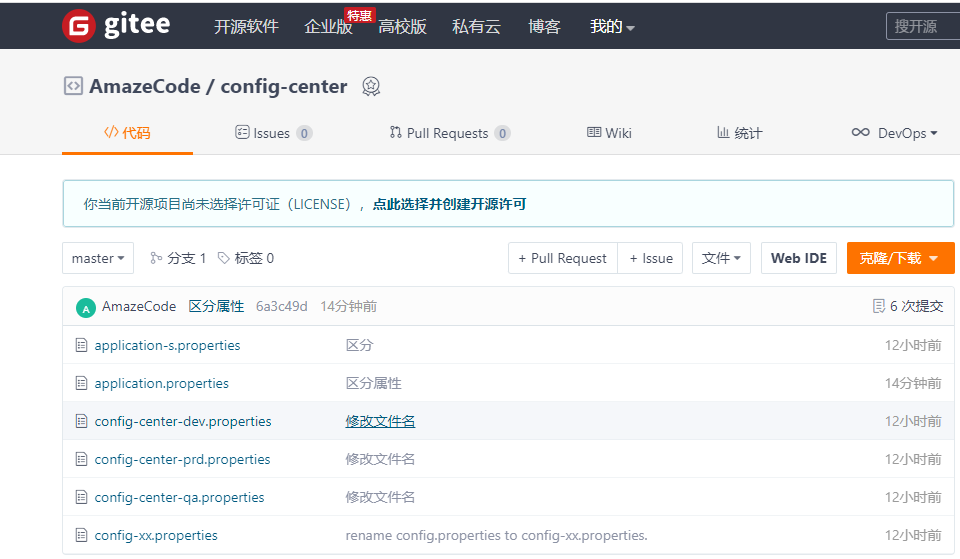 gitee 开源软件 企业版 特惠 高校版 私有云 博客 我的 搜开源
AmazeCode / config-center
代码 Issues 0 Pull Requests 0 Wiki 统计 DevOps
你当前开源项目尚未选择许可证（LICENSE），点此选择并创建开源许可
master 分支 1 标签 0 + Pull Request + Issue 文件 Web IDE 克隆/下载
A AmazeCode 区分属性 6a3c49d 14分钟前 6 次提交
application-s.properties 区分 12小时前
application.properties 区分属性 14分钟前
config-center-dev.properties 修改文件名 12小时前
config-center-prd.properties 修改文件名 12小时前
config-center-qa.properties 修改文件名 12小时前
config-xx.properties rename config.properties to config-xx.properties. 12小时前